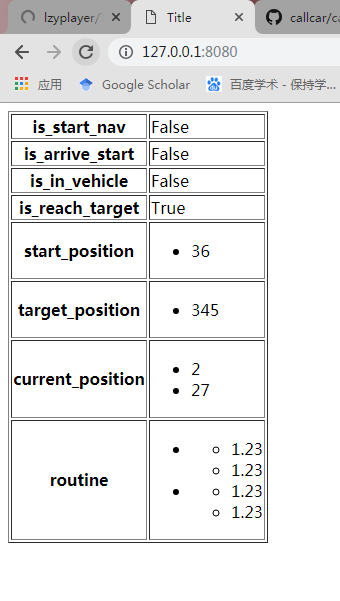 lzyplayer/
Title
callcar/ca
127.0.0.1:8080
应用
Google Scholar
百度学术 - 保持学...
is_start_nav False
is_arrive_start False
is_in_vehicle False
is_reach_target True
start_position 36
target_position 345
current_position 2
27
routine 1.23
1.23
1.23
1.23